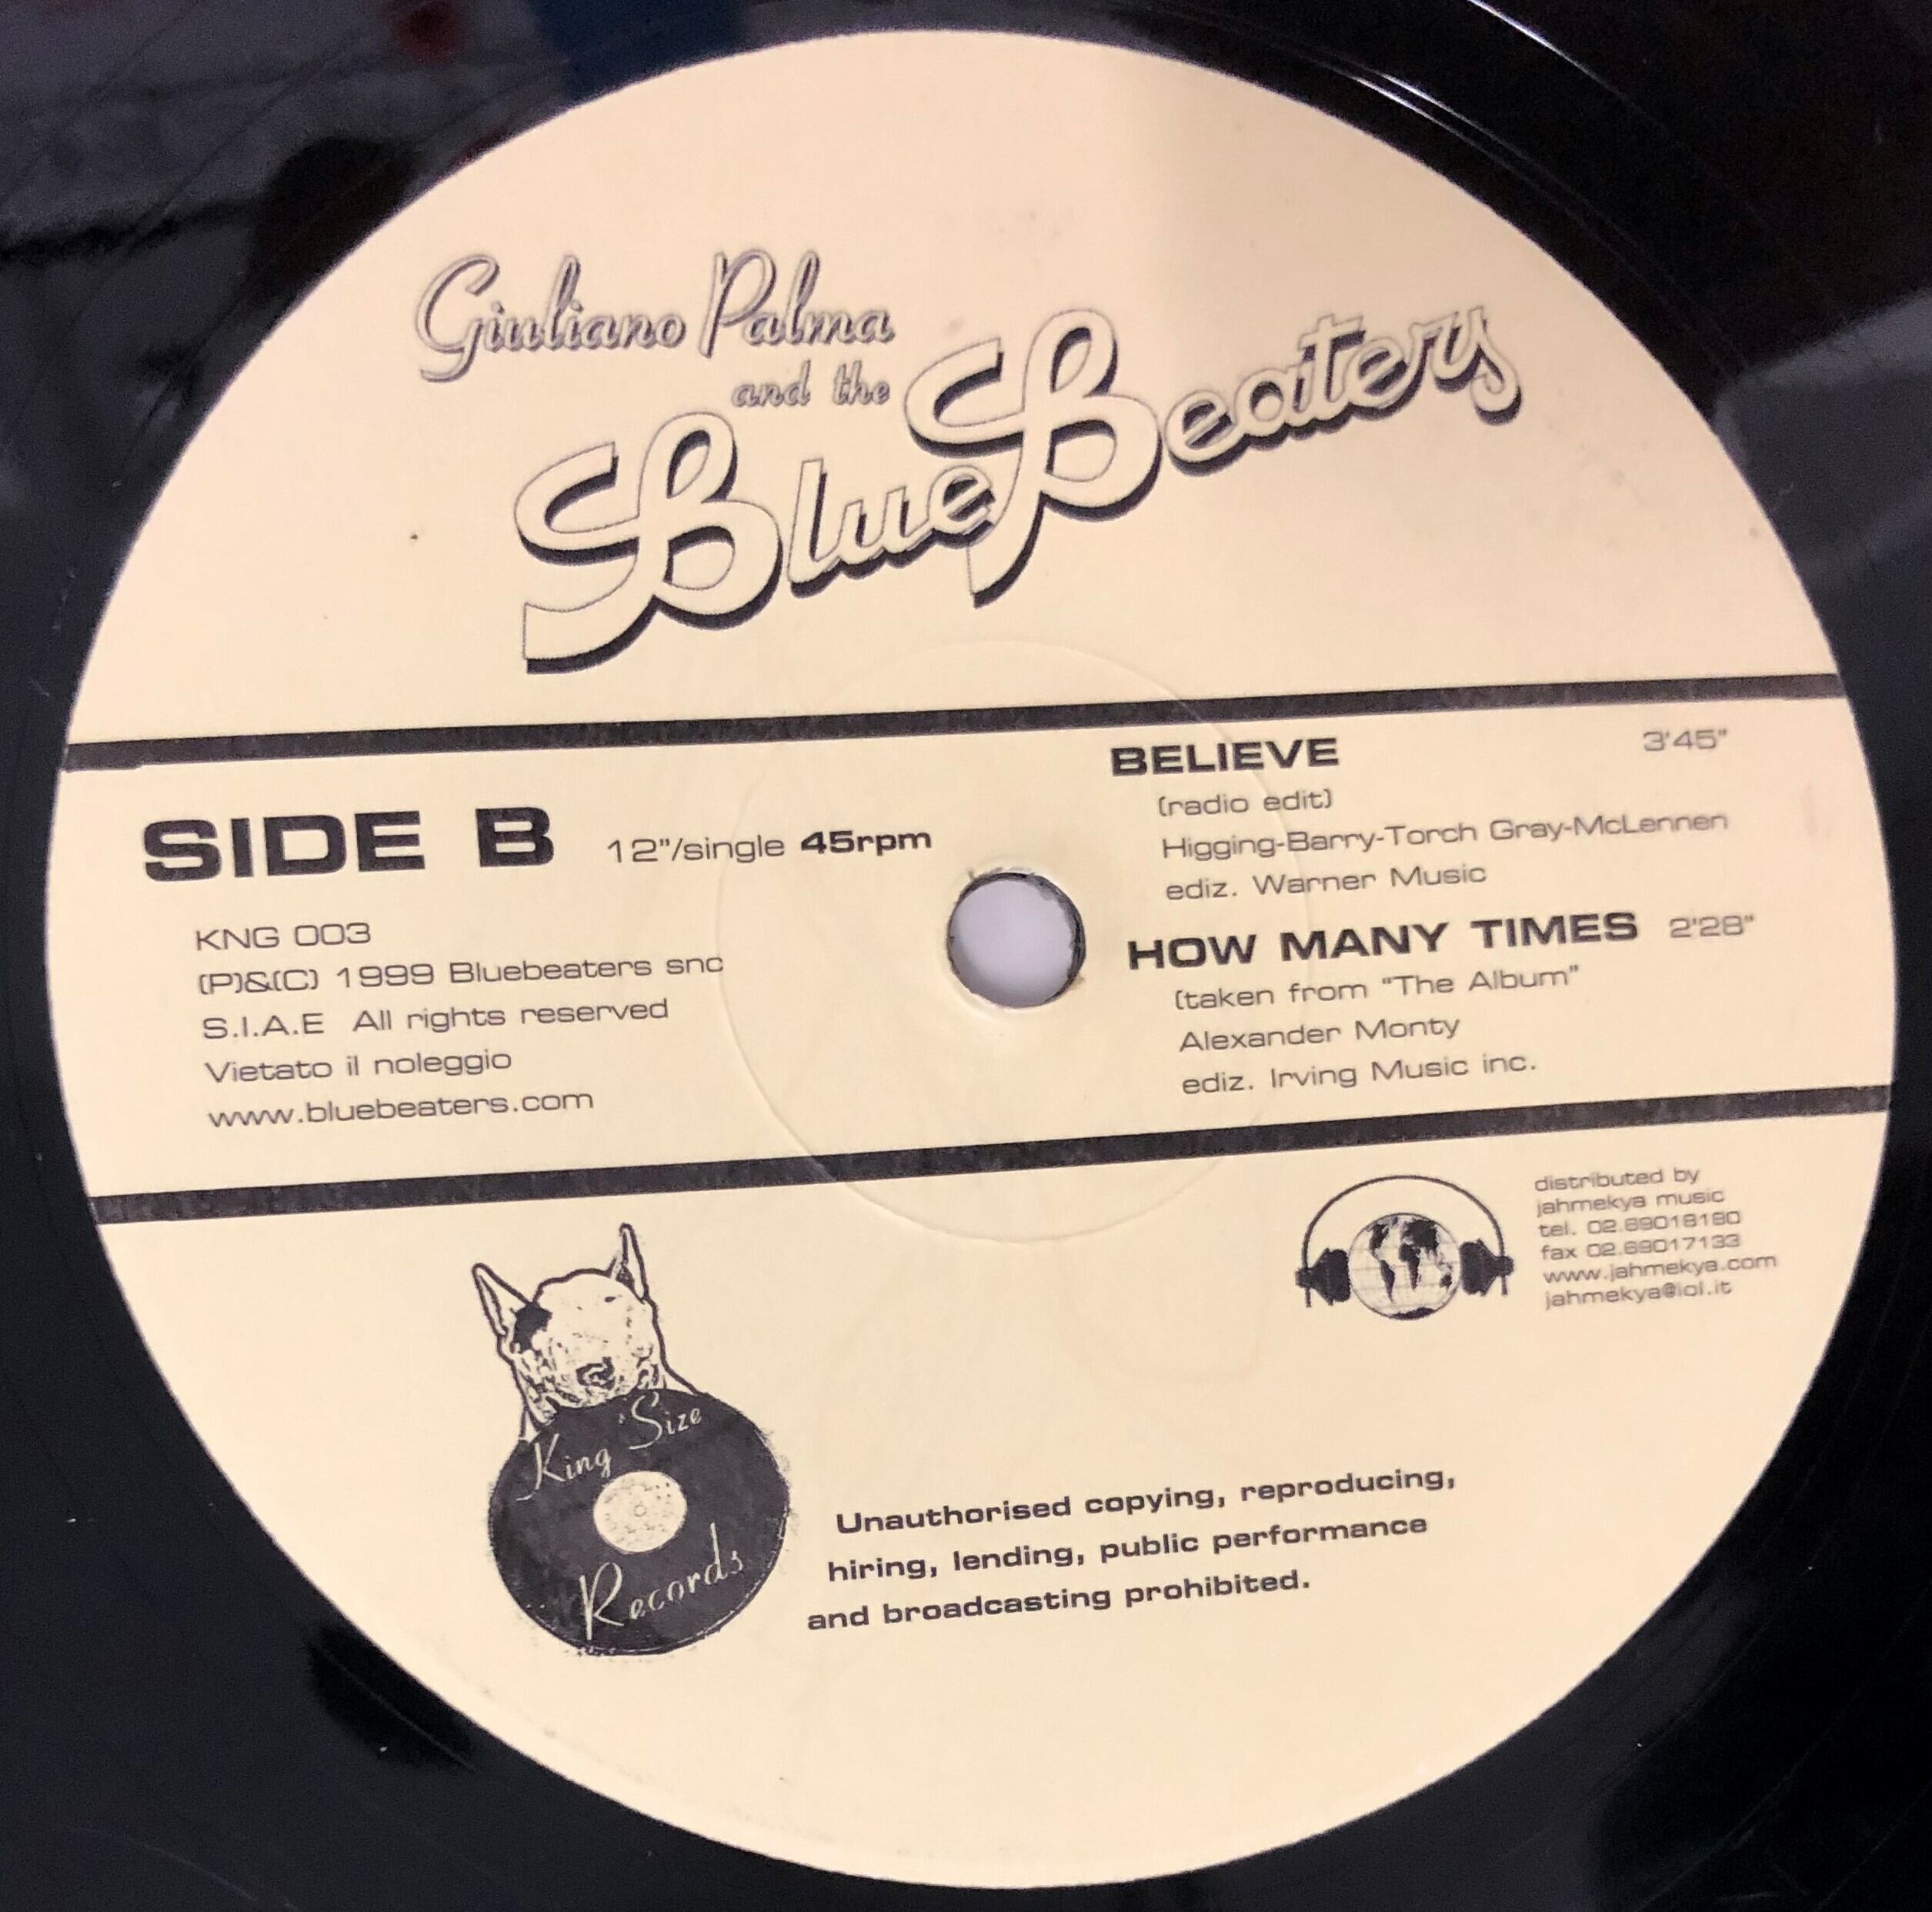 Giuliano Palma
and the
BlueBeaters
SIDE B 12"/single 45rpm
KNG 003
(P)&(C) 1999 Bluebeaters snc
S.I.A.E All rights reserved
Vietato il noleggio
www.bluebeaters.com
BELIEVE 3'45"
(radio edit)
Higging-Barry-Torch Gray-McLennen
ediz. Warner Music
HOW MANY TIMES 2'28"
(taken from "The Album"
Alexander Monty
ediz. Irving Music inc.
distributed by
jahmekya music
tel. 02.69018180
fax 02.69017133
www.jahmekya.com
jahmekya@iol.it
King Size
Records
Unauthorised copying, reproducing,
hiring, lending, public performance
and broadcasting prohibited.